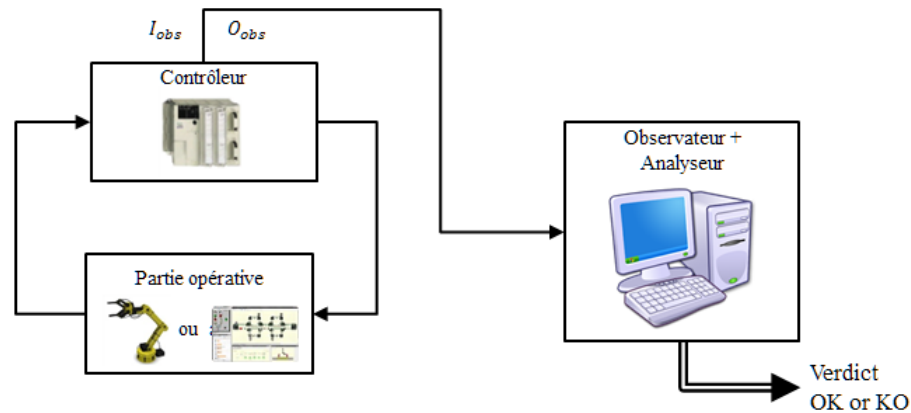 I_obs O_obs
Contrôleur
Observateur +
Analyseur
Partie opérative
ou
Verdict
OK or KO